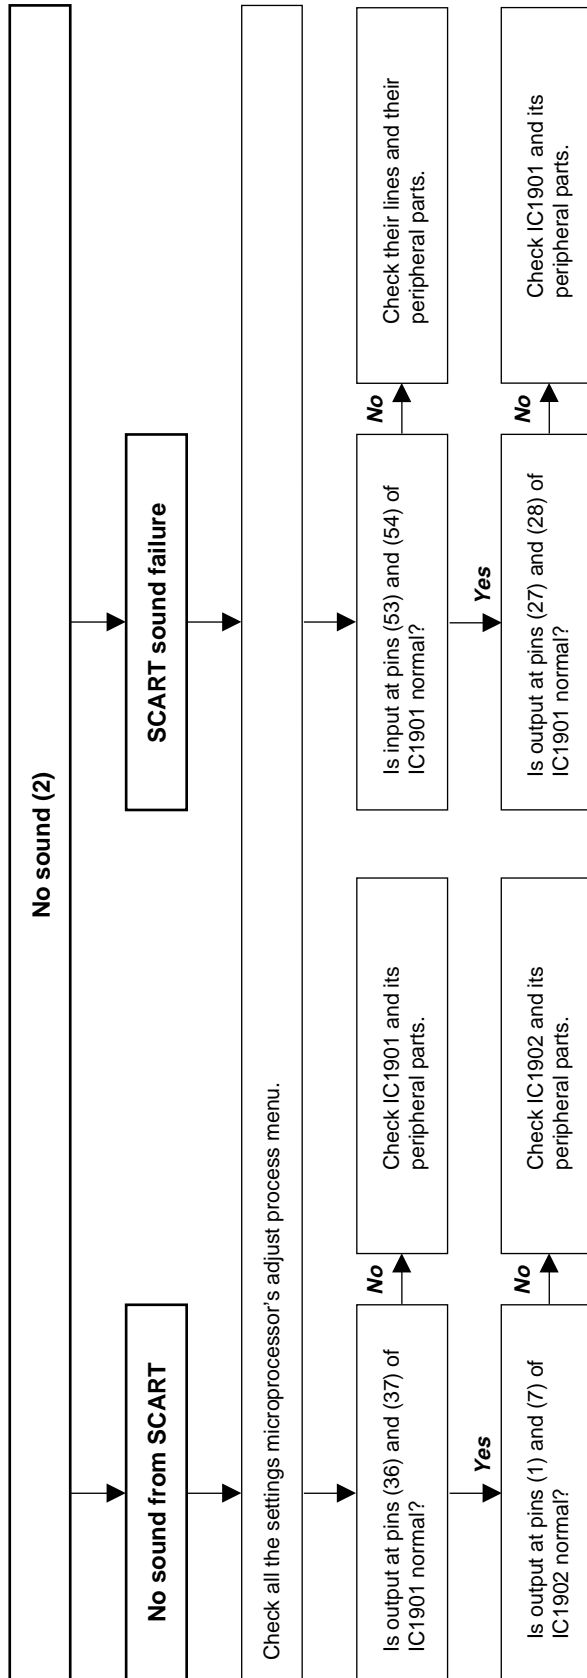 No sound (2)
No sound from SCART
SCART sound failure
Check all the settings microprocessor's adjust process menu.
Is output at pins (36) and (37) of
IC1901 normal?
No
Check IC1901 and its
peripheral parts.
Is input at pins (53) and (54) of
IC1901 normal?
No
Check their lines and their
peripheral parts.
Yes
Yes
Is output at pins (1) and (7) of
IC1902 normal?
No
Check IC1902 and its
peripheral parts.
Is output at pins (27) and (28) of
IC1901 normal?
No
Check IC1901 and its
peripheral parts.